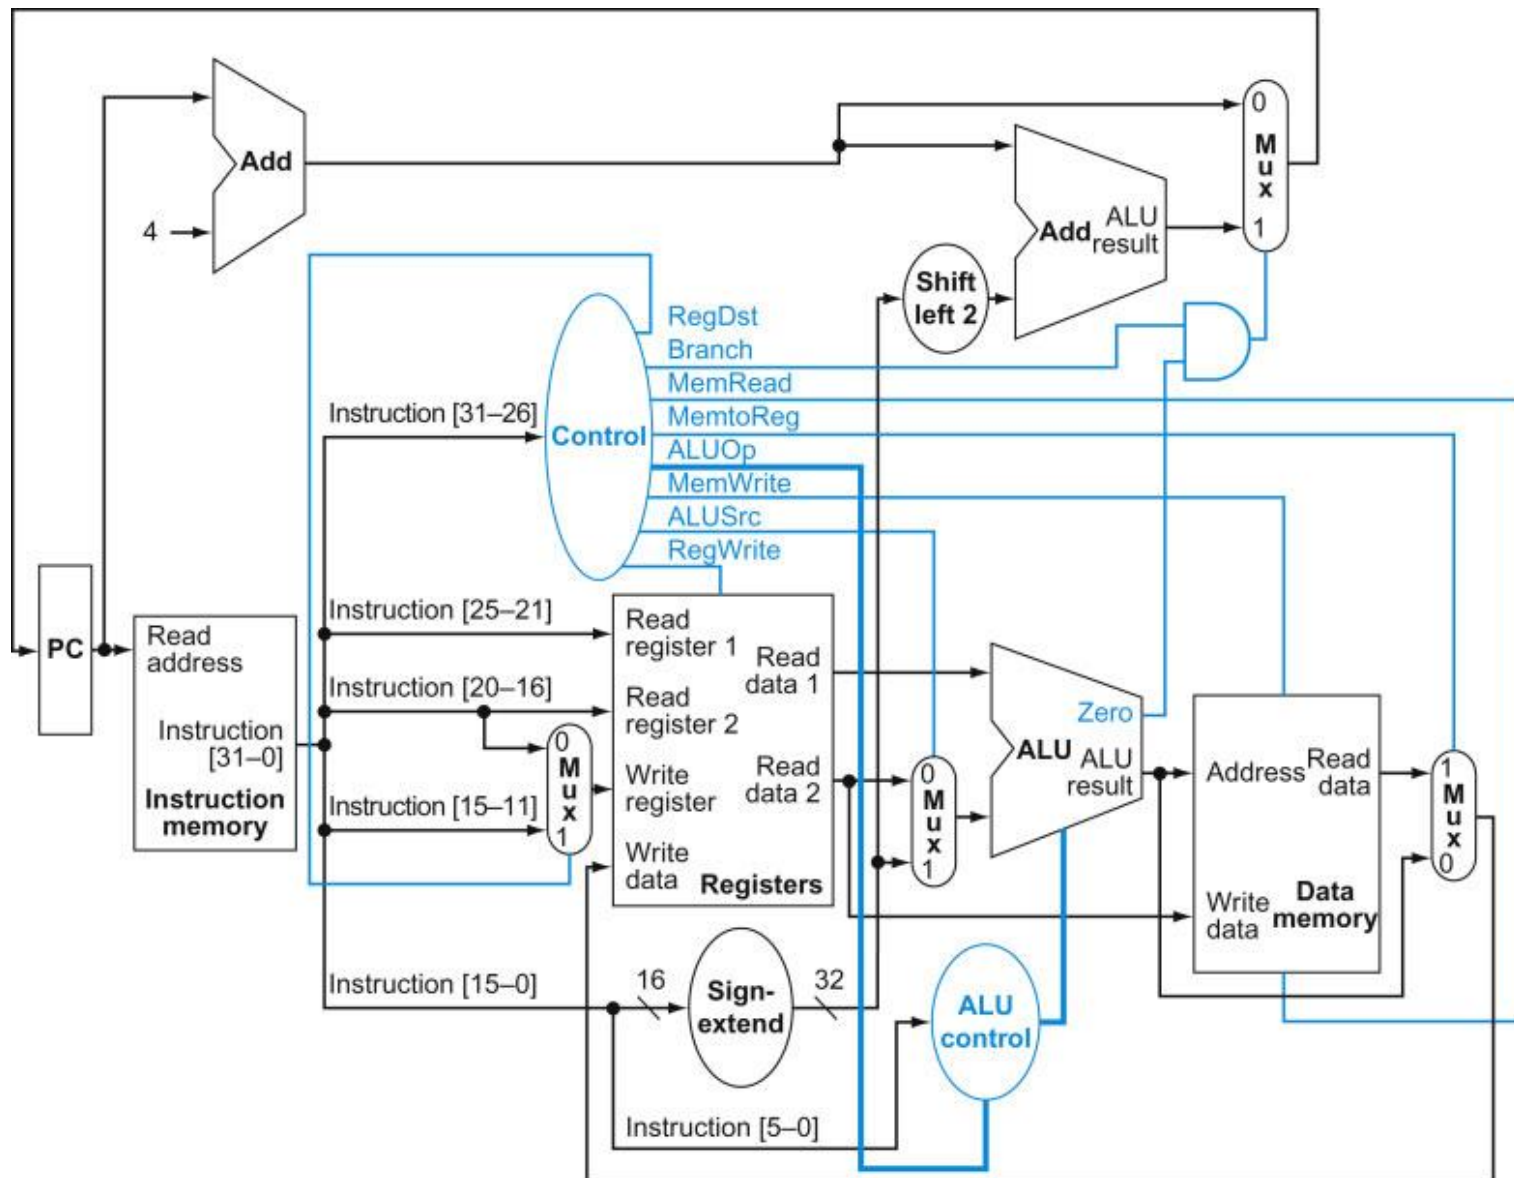 Add
4
0
Mux
1
Add
ALU
result
Shift
left 2
RegDst
Branch
MemRead
MemtoReg
ALUOp
MemWrite
ALUSrc
RegWrite
Control
Instruction [31–26]
Instruction [25–21]
Instruction [20–16]
Instruction [15–11]
Instruction [15–0]
Instruction [5–0]
PC
Read
address
Instruction
[31–0]
Instruction
memory
0
Mux
1
Read
register 1
Read
register 2
Write
register
Write
data
Read
data 1
Read
data 2
Registers
16
Sign-
extend
32
0
Mux
1
Zero
ALU
ALU
result
ALU
control
Address
Read
data
Write
data
Data
memory
1
Mux
0